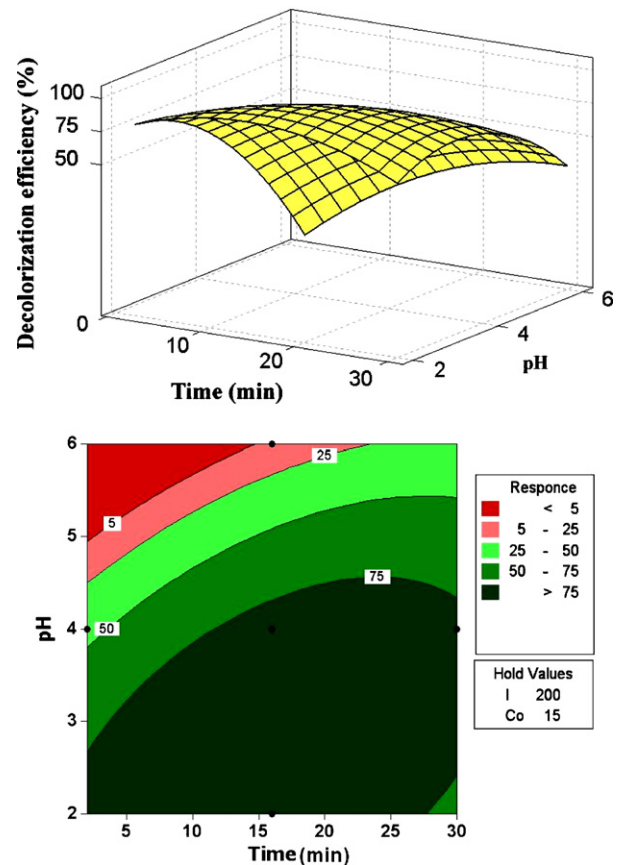 Decolorization efficiency (%)
100
75
50
0
10
20
30
Time (min)
2
4
6
pH
pH
6
5
4
3
2
5
25
50
75
5
10
15
20
25
30
Time (min)
Responce
< 5
5 - 25
25 - 50
50 - 75
> 75
Hold Values
I 200
Co 15